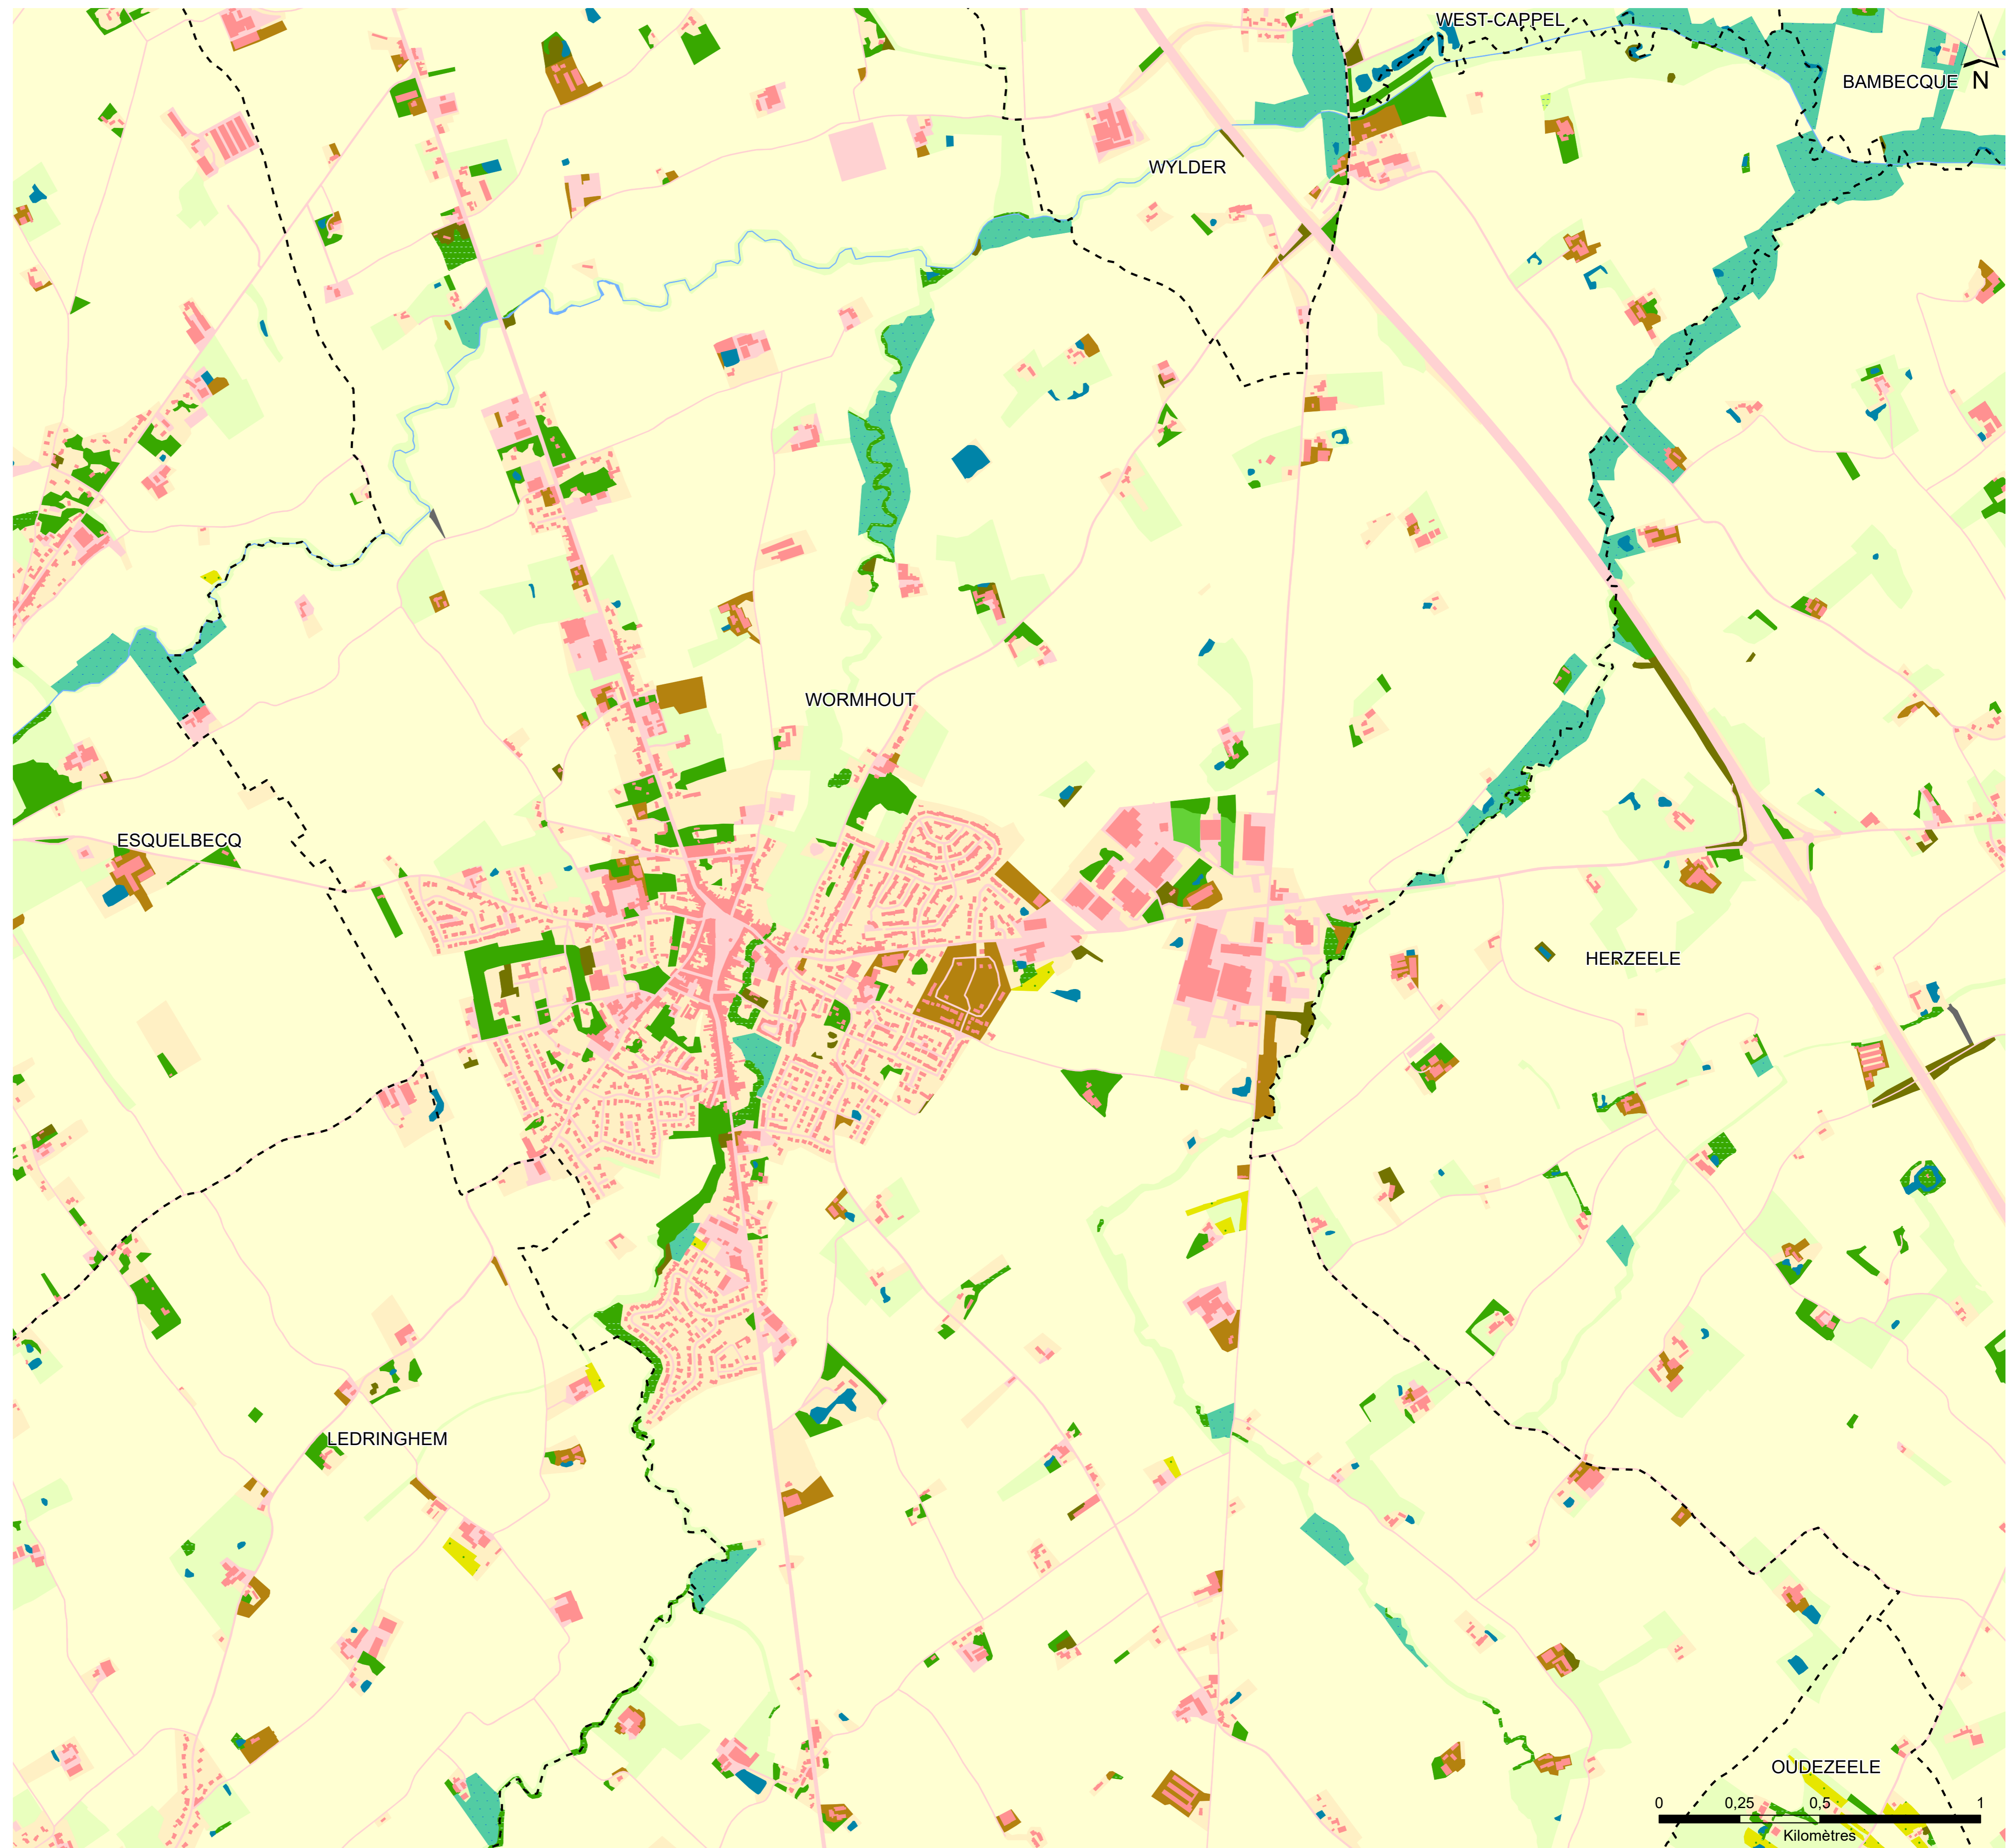 WEST-CAPPEL
BAMBECQUE
N
WYLDER
WORMHOUT
ESQUELBECQ
HERZEELE
LEDRINGHEM
OUDEZEELE
0 0,25 0,5 1
Kilomètres